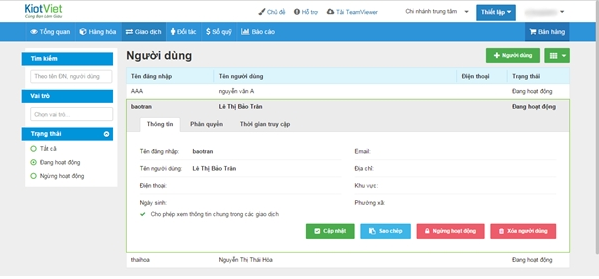 KiotViet
Cùng Bạn Làm Giàu
Chủ đề Hỗ trợ Tải TeamViewer Chi nhánh trung tâm Thiết lập
Tổng quan Hàng hóa Giao dịch Đối tác Sổ quỹ Báo cáo Bán hàng
Tìm kiếm
Theo tên ĐN, người dùng
Vai trò
Chọn vai trò...
Trạng thái
Tất cả
Đang hoạt động
Ngừng hoạt động
Người dùng
Người dùng
Tên đăng nhập Tên người dùng Điện thoại Trạng thái
AAA nguyễn văn A Đang hoạt động
baotran Lê Thị Bảo Trân Đang hoạt động
Thông tin Phân quyền Thời gian truy cập
Tên đăng nhập: baotran Email:
Tên người dùng: Lê Thị Bảo Trân Địa chỉ:
Điện thoại: Khu vực:
Ngày sinh: Phường xã:
Cho phép xem thông tin chung trong các giao dịch
Cập nhật Sao chép Ngừng hoạt động Xóa người dùng
thaihoa Nguyễn Thị Thái Hòa Đang hoạt động